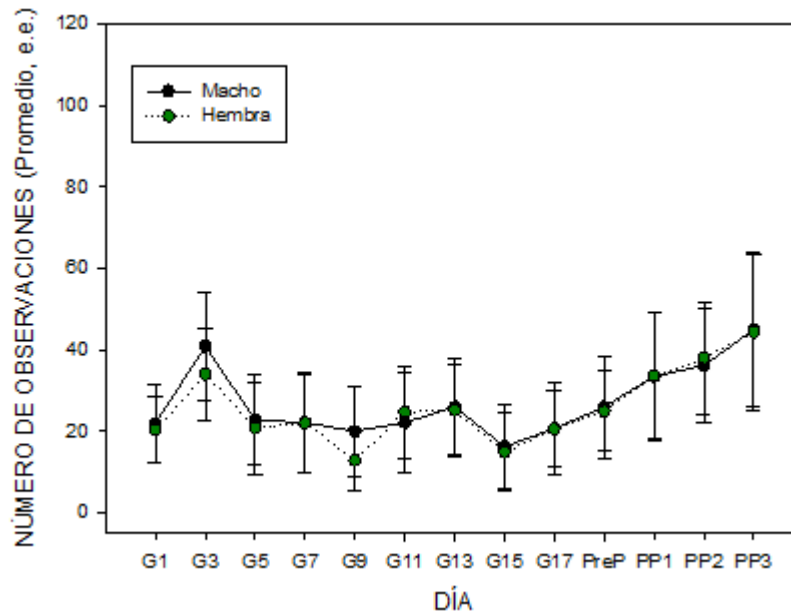 NÚMERO DE OBSERVACIONES (Promedio, e.e.)
120
100
80
60
40
20
0
Macho
Hembra
G1 G3 G5 G7 G9 G11 G13 G15 G17 PreP PP1 PP2 PP3
DÍA